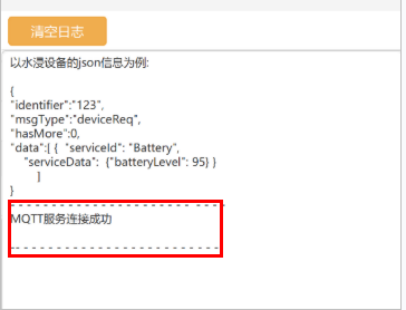 清空日志
以水浸设备的json信息为例:
{
"identifier":"123",
"msgType":"deviceReq",
"hasMore":0,
"data":[ { "serviceId": "Battery",
"serviceData": {"batteryLevel": 95} }
]
}
- - - - - - - - - - - - - - - - - - - - - - - - - -
MQTT服务连接成功
-- - - - - - - - - - - - - - - - - - - - - - - - -